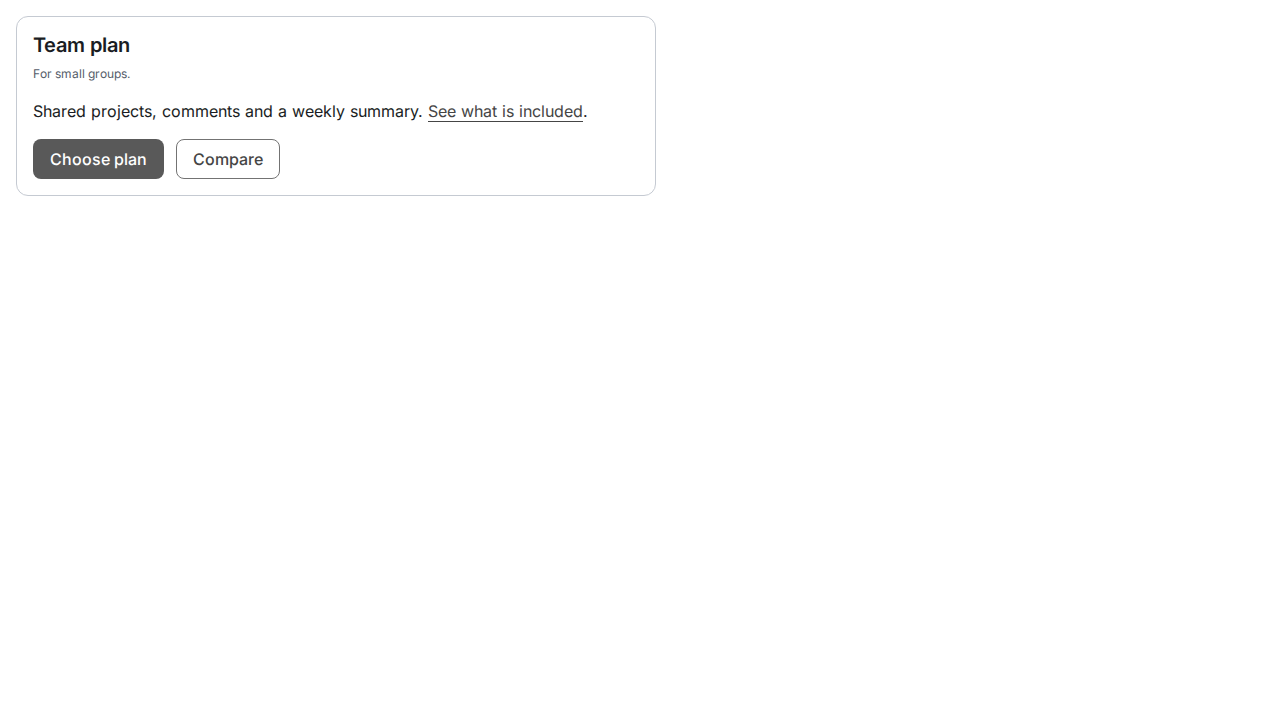 Team plan
For small groups.
Shared projects, comments and a weekly summary. See what is included.
Choose plan
Compare